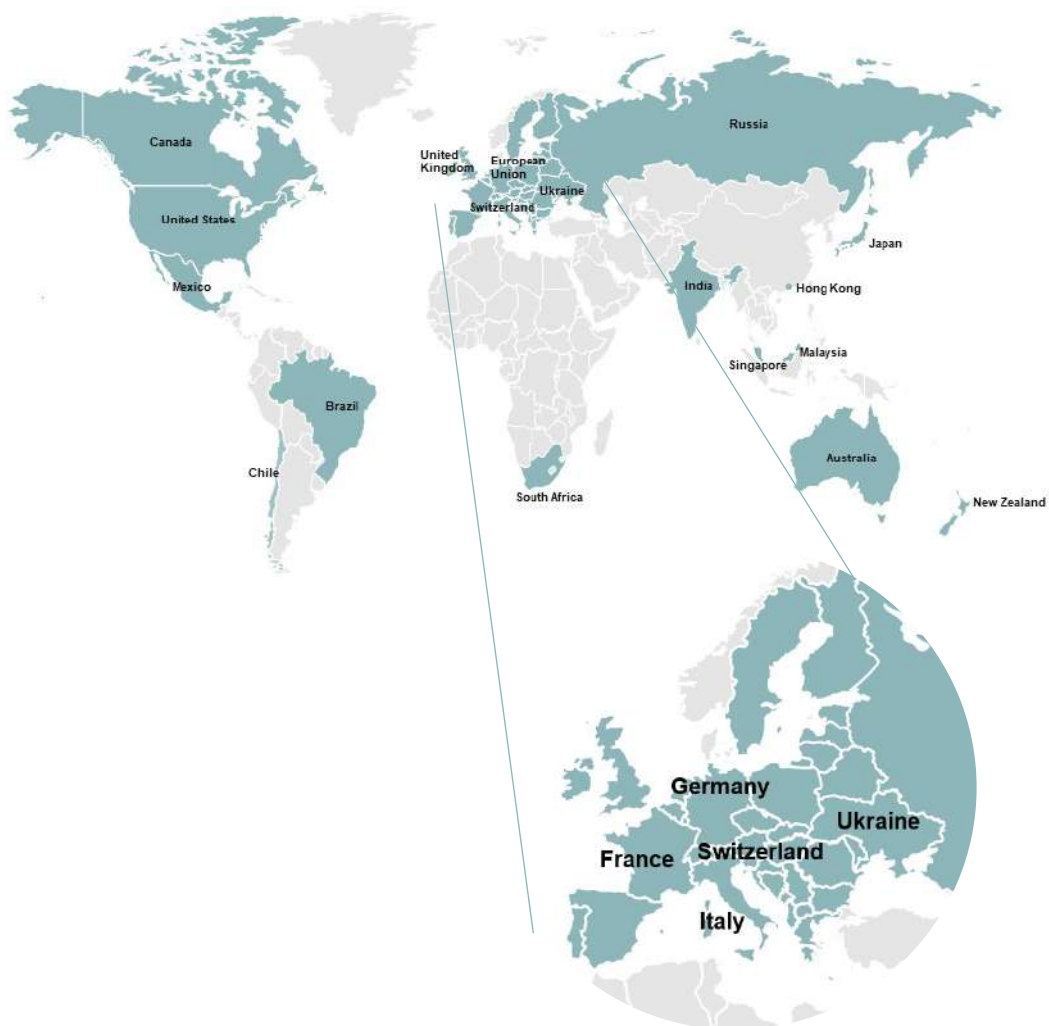 Canada
Russia
United
Kingdom
European
Union
Ukraine
United States
Switzerland
Japan
Mexico
India
Hong Kong
Malaysia
Singapore
Brazil
Australia
Chile
South Africa
New Zealand
Germany
Ukraine
Switzerland
France
Italy